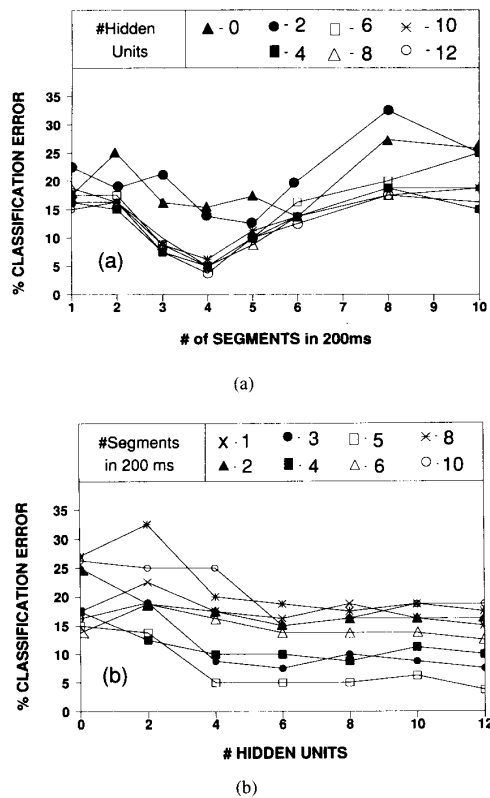 #Hidden Units ▲ - 0 ● - 2 □ - 6 ✳ - 10
■ - 4 △ - 8 ○ - 12
% CLASSIFICATION ERROR
35
30
25
20
15
10
5
0
(a)
1 2 3 4 5 6 8 10
# of SEGMENTS in 200ms
(a)
#Segments in 200 ms X · 1 ● · 3 □ · 5 ✳ · 8
▲ · 2 ■ · 4 △ · 6 ○ · 10
% CLASSIFICATION ERROR
35
30
25
20
15
10
5
0
(b)
0 2 4 6 8 10 12
# HIDDEN UNITS
(b)